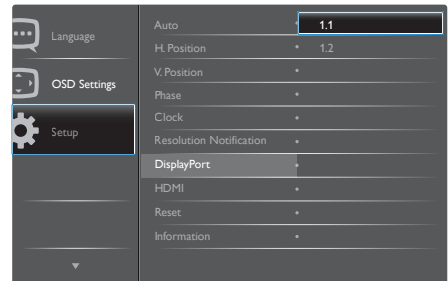 Language
OSD Settings
Setup
Auto
H. Position
V. Position
Phase
Clock
Resolution Notification
DisplayPort
HDMI
Reset
Information
1.1
1.2